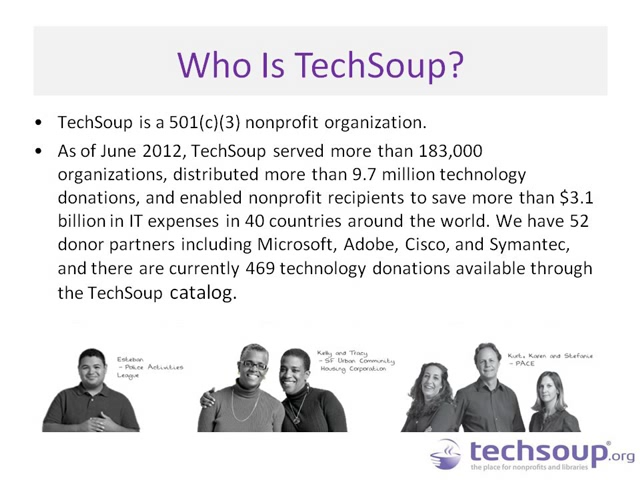 Who Is TechSoup?
• TechSoup is a 501(c)(3) nonprofit organization.
• As of June 2012, TechSoup served more than 183,000
organizations, distributed more than 9.7 million technology
donations, and enabled nonprofit recipients to save more than $3.1
billion in IT expenses in 40 countries around the world. We have 52
donor partners including Microsoft, Adobe, Cisco, and Symantec,
and there are currently 469 technology donations available through
the TechSoup catalog.
Esteban
- Police Activities
League
Kelly and Tracy
- SF Urban Community
Housing Corporation
Kurt, Karen and Stefanie
- PACE
techsoup®.org
the place for nonprofits and libraries